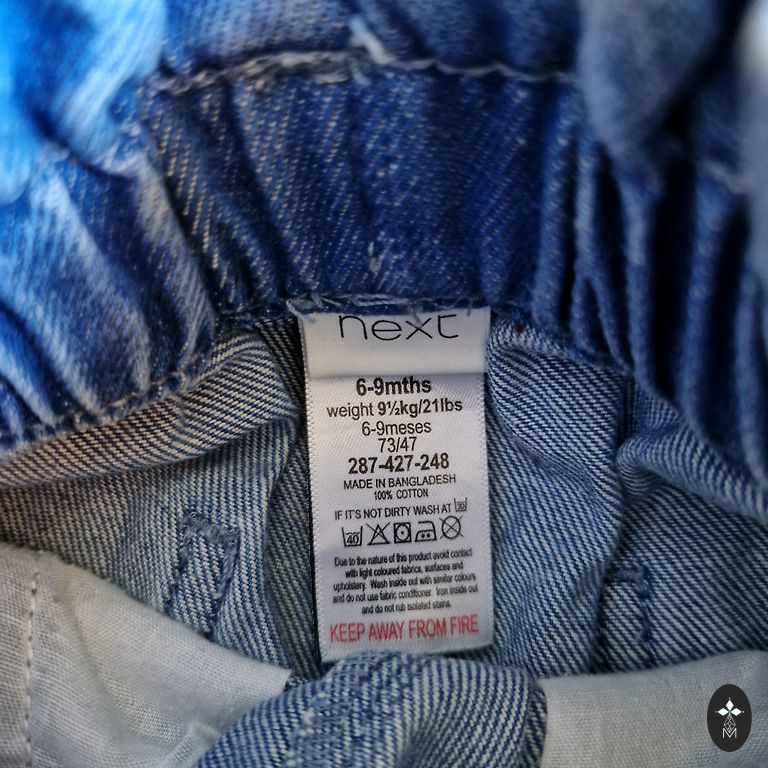 next
6-9mths
weight 9½kg/21lbs
6-9meses
73/47
287-427-248
MADE IN BANGLADESH
100% COTTON
IF IT'S NOT DIRTY WASH AT 30
40
Due to the nature of this product avoid contact
with light coloured fabrics, surfaces and
upholstery. Wash inside out with similar colours
and do not use fabric conditioner. Iron inside out
and do not rub isolated stains.
KEEP AWAY FROM FIRE
M